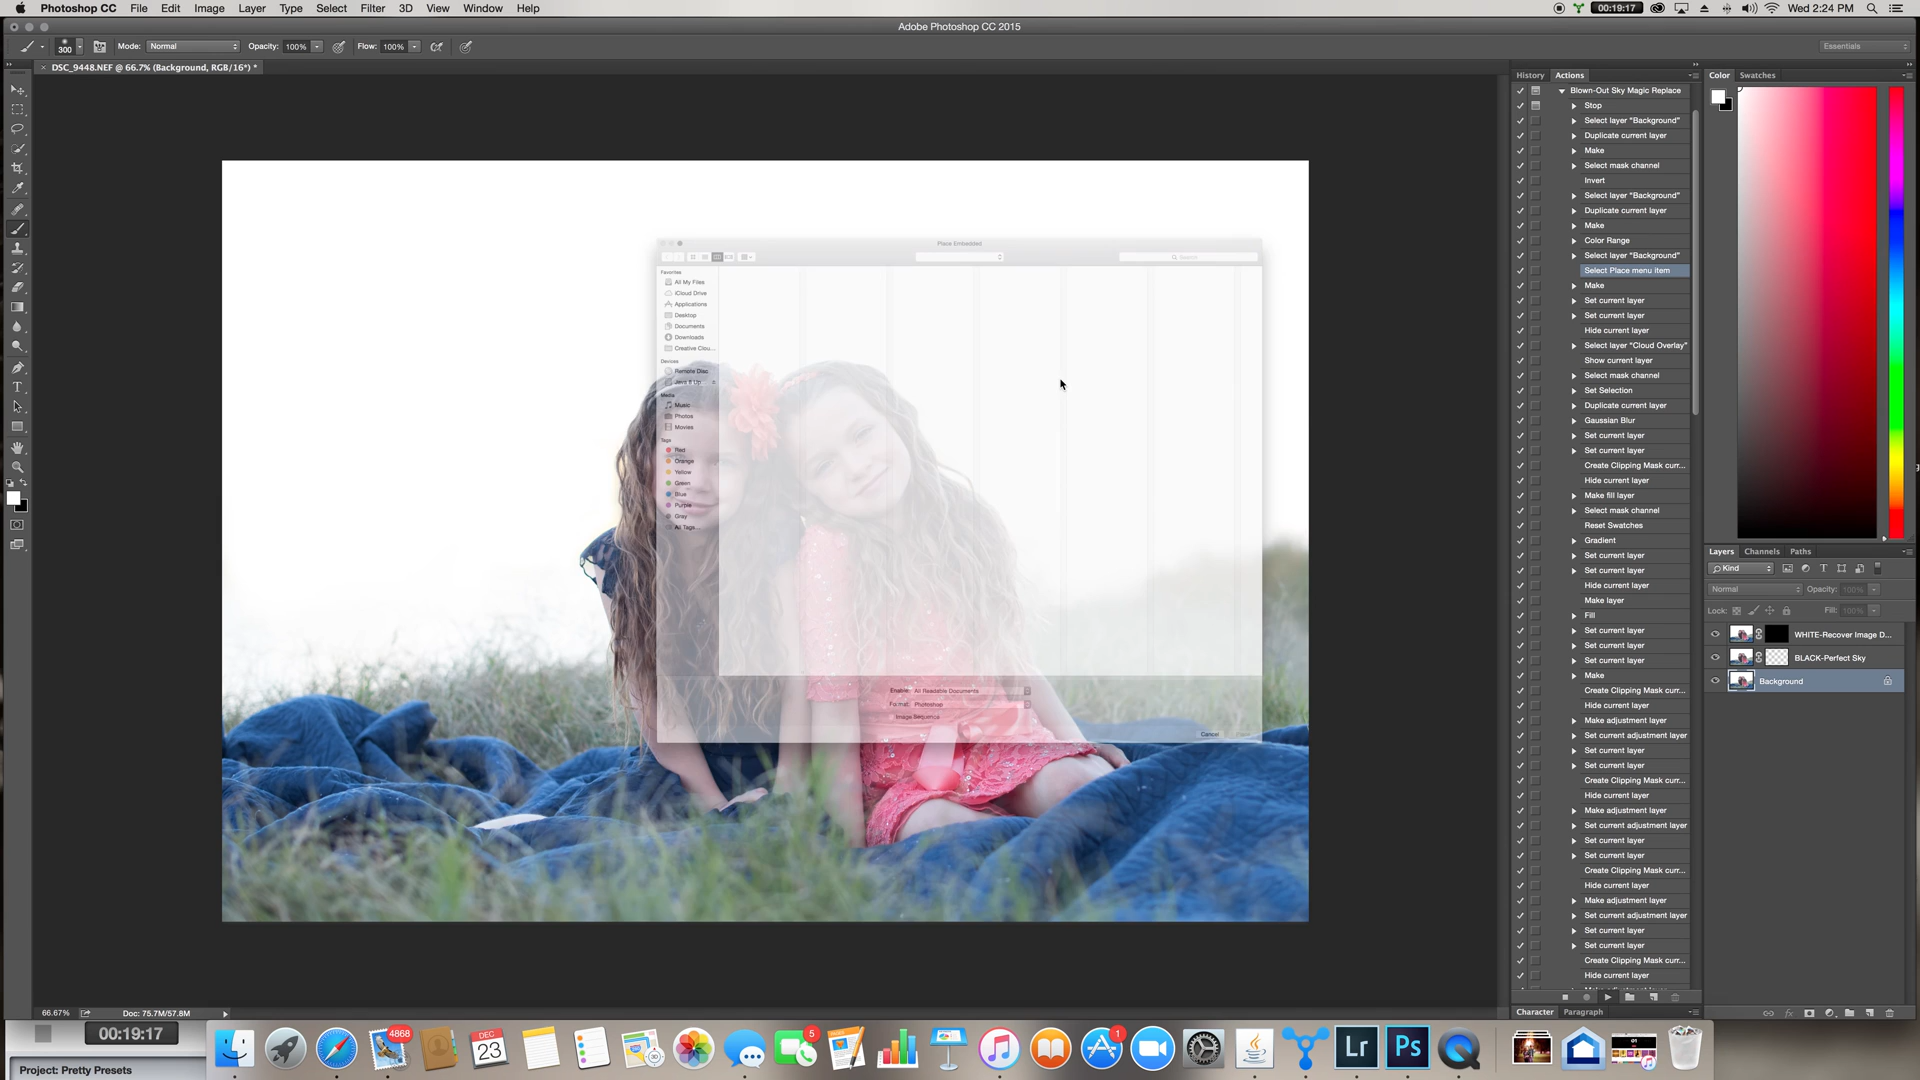 Photoshop CC File Edit Image Layer Type Select Filter 3D View Window Help
00:19:17 Wed 2:24 PM
Adobe Photoshop CC 2015
300 Mode: Normal Opacity: 100% Flow: 100% Essentials
DSC_9448.NEF @ 66.7% (Background, RGB/16*) *
History Actions
Blown-Out Sky Magic Replace
Stop
Select layer "Background"
Duplicate current layer
Make
Select mask channel
Invert
Select layer "Background"
Duplicate current layer
Make
Color Range
Select layer "Background"
Select Place menu item
Make
Set current layer
Set current layer
Hide current layer
Select layer "Cloud Overlay"
Show current layer
Select mask channel
Set Selection
Duplicate current layer
Gaussian Blur
Set current layer
Set current layer
Create Clipping Mask curr...
Hide current layer
Make fill layer
Select mask channel
Reset Swatches
Gradient
Set current layer
Set current layer
Hide current layer
Make layer
Fill
Set current layer
Set current layer
Set current layer
Make
Create Clipping Mask curr...
Hide current layer
Make adjustment layer
Set current adjustment layer
Set current layer
Set current layer
Create Clipping Mask curr...
Hide current layer
Make adjustment layer
Set current adjustment layer
Set current layer
Set current layer
Create Clipping Mask curr...
Hide current layer
Make adjustment layer
Set current adjustment layer
Set current layer
Set current layer
Create Clipping Mask curr...
Hide current layer
Character Paragraph
Color Swatches
Layers Channels Paths
Kind
Normal Opacity: 100%
Lock: Fill: 100%
WHITE-Recover Image D...
BLACK-Perfect Sky
Background
Place Embedded
Search
Favorites
All My Files
iCloud Drive
Applications
Desktop
Documents
Downloads
Creative Clou...
Devices
Remote Disc
Java 8 Up
Media
Music
Photos
Movies
Tags
Red
Orange
Yellow
Green
Blue
Purple
Gray
All Tags...
Enable: All Readable Documents
Format: Photoshop
Image Sequence
Cancel
66.67% Doc: 75.7M/57.8M
00:19:17
4868
DEC
23
5
1
Lr
Ps
Project: Pretty Presets